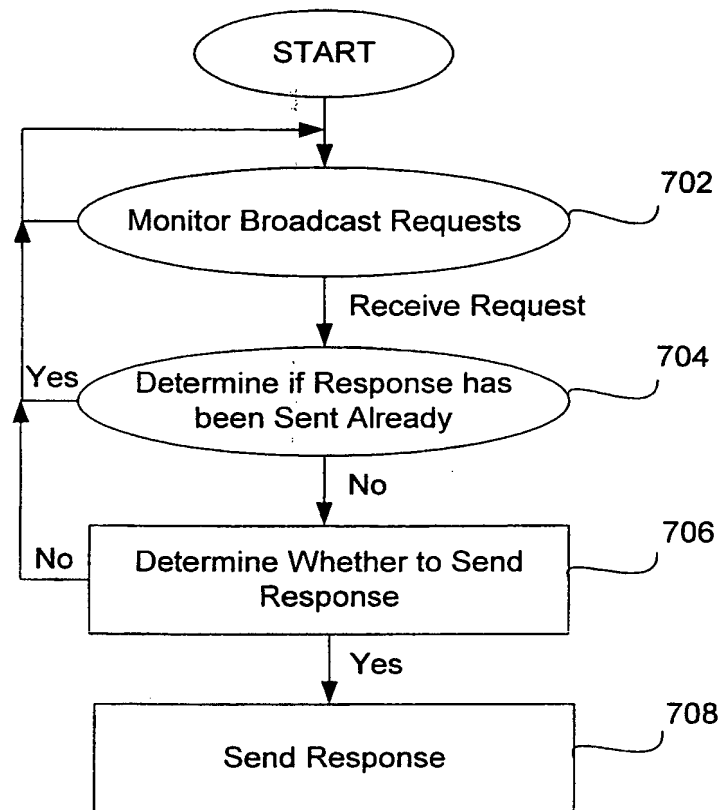 START
702
Monitor Broadcast Requests
Receive Request
704
Yes
Determine if Response has
been Sent Already
No
706
No
Determine Whether to Send
Response
Yes
708
Send Response